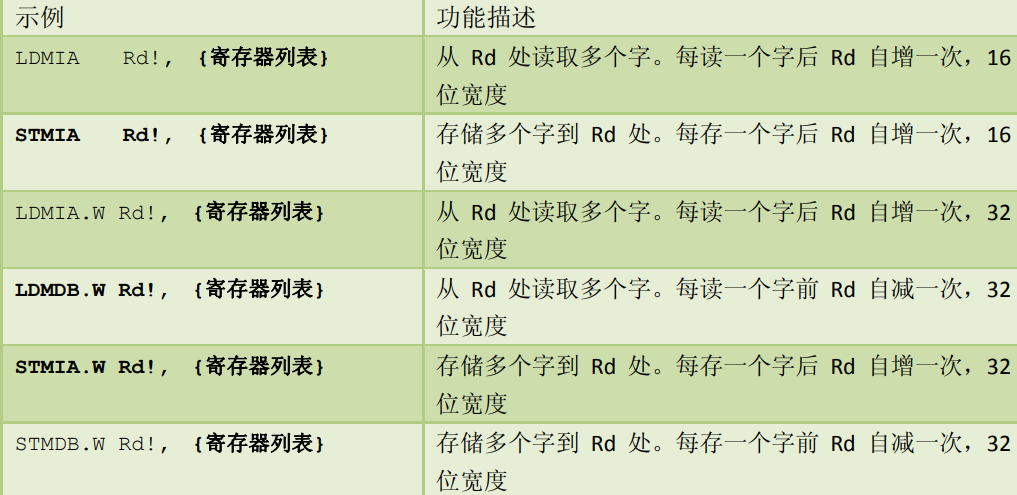 示例 功能描述
LDMIA Rd!, {寄存器列表} 从 Rd 处读取多个字。每读一个字后 Rd 自增一次，16
位宽度
STMIA Rd!, {寄存器列表} 存储多个字到 Rd 处。每存一个字后 Rd 自增一次，16
位宽度
LDMIA.W Rd!, {寄存器列表} 从 Rd 处读取多个字。每读一个字后 Rd 自增一次，32
位宽度
LDMDB.W Rd!, {寄存器列表} 从 Rd 处读取多个字。每读一个字前 Rd 自减一次，32
位宽度
STMIA.W Rd!, {寄存器列表} 存储多个字到 Rd 处。每存一个字后 Rd 自增一次，32
位宽度
STMDB.W Rd!, {寄存器列表} 存储多个字到 Rd 处。每存一个字前 Rd 自减一次，32
位宽度